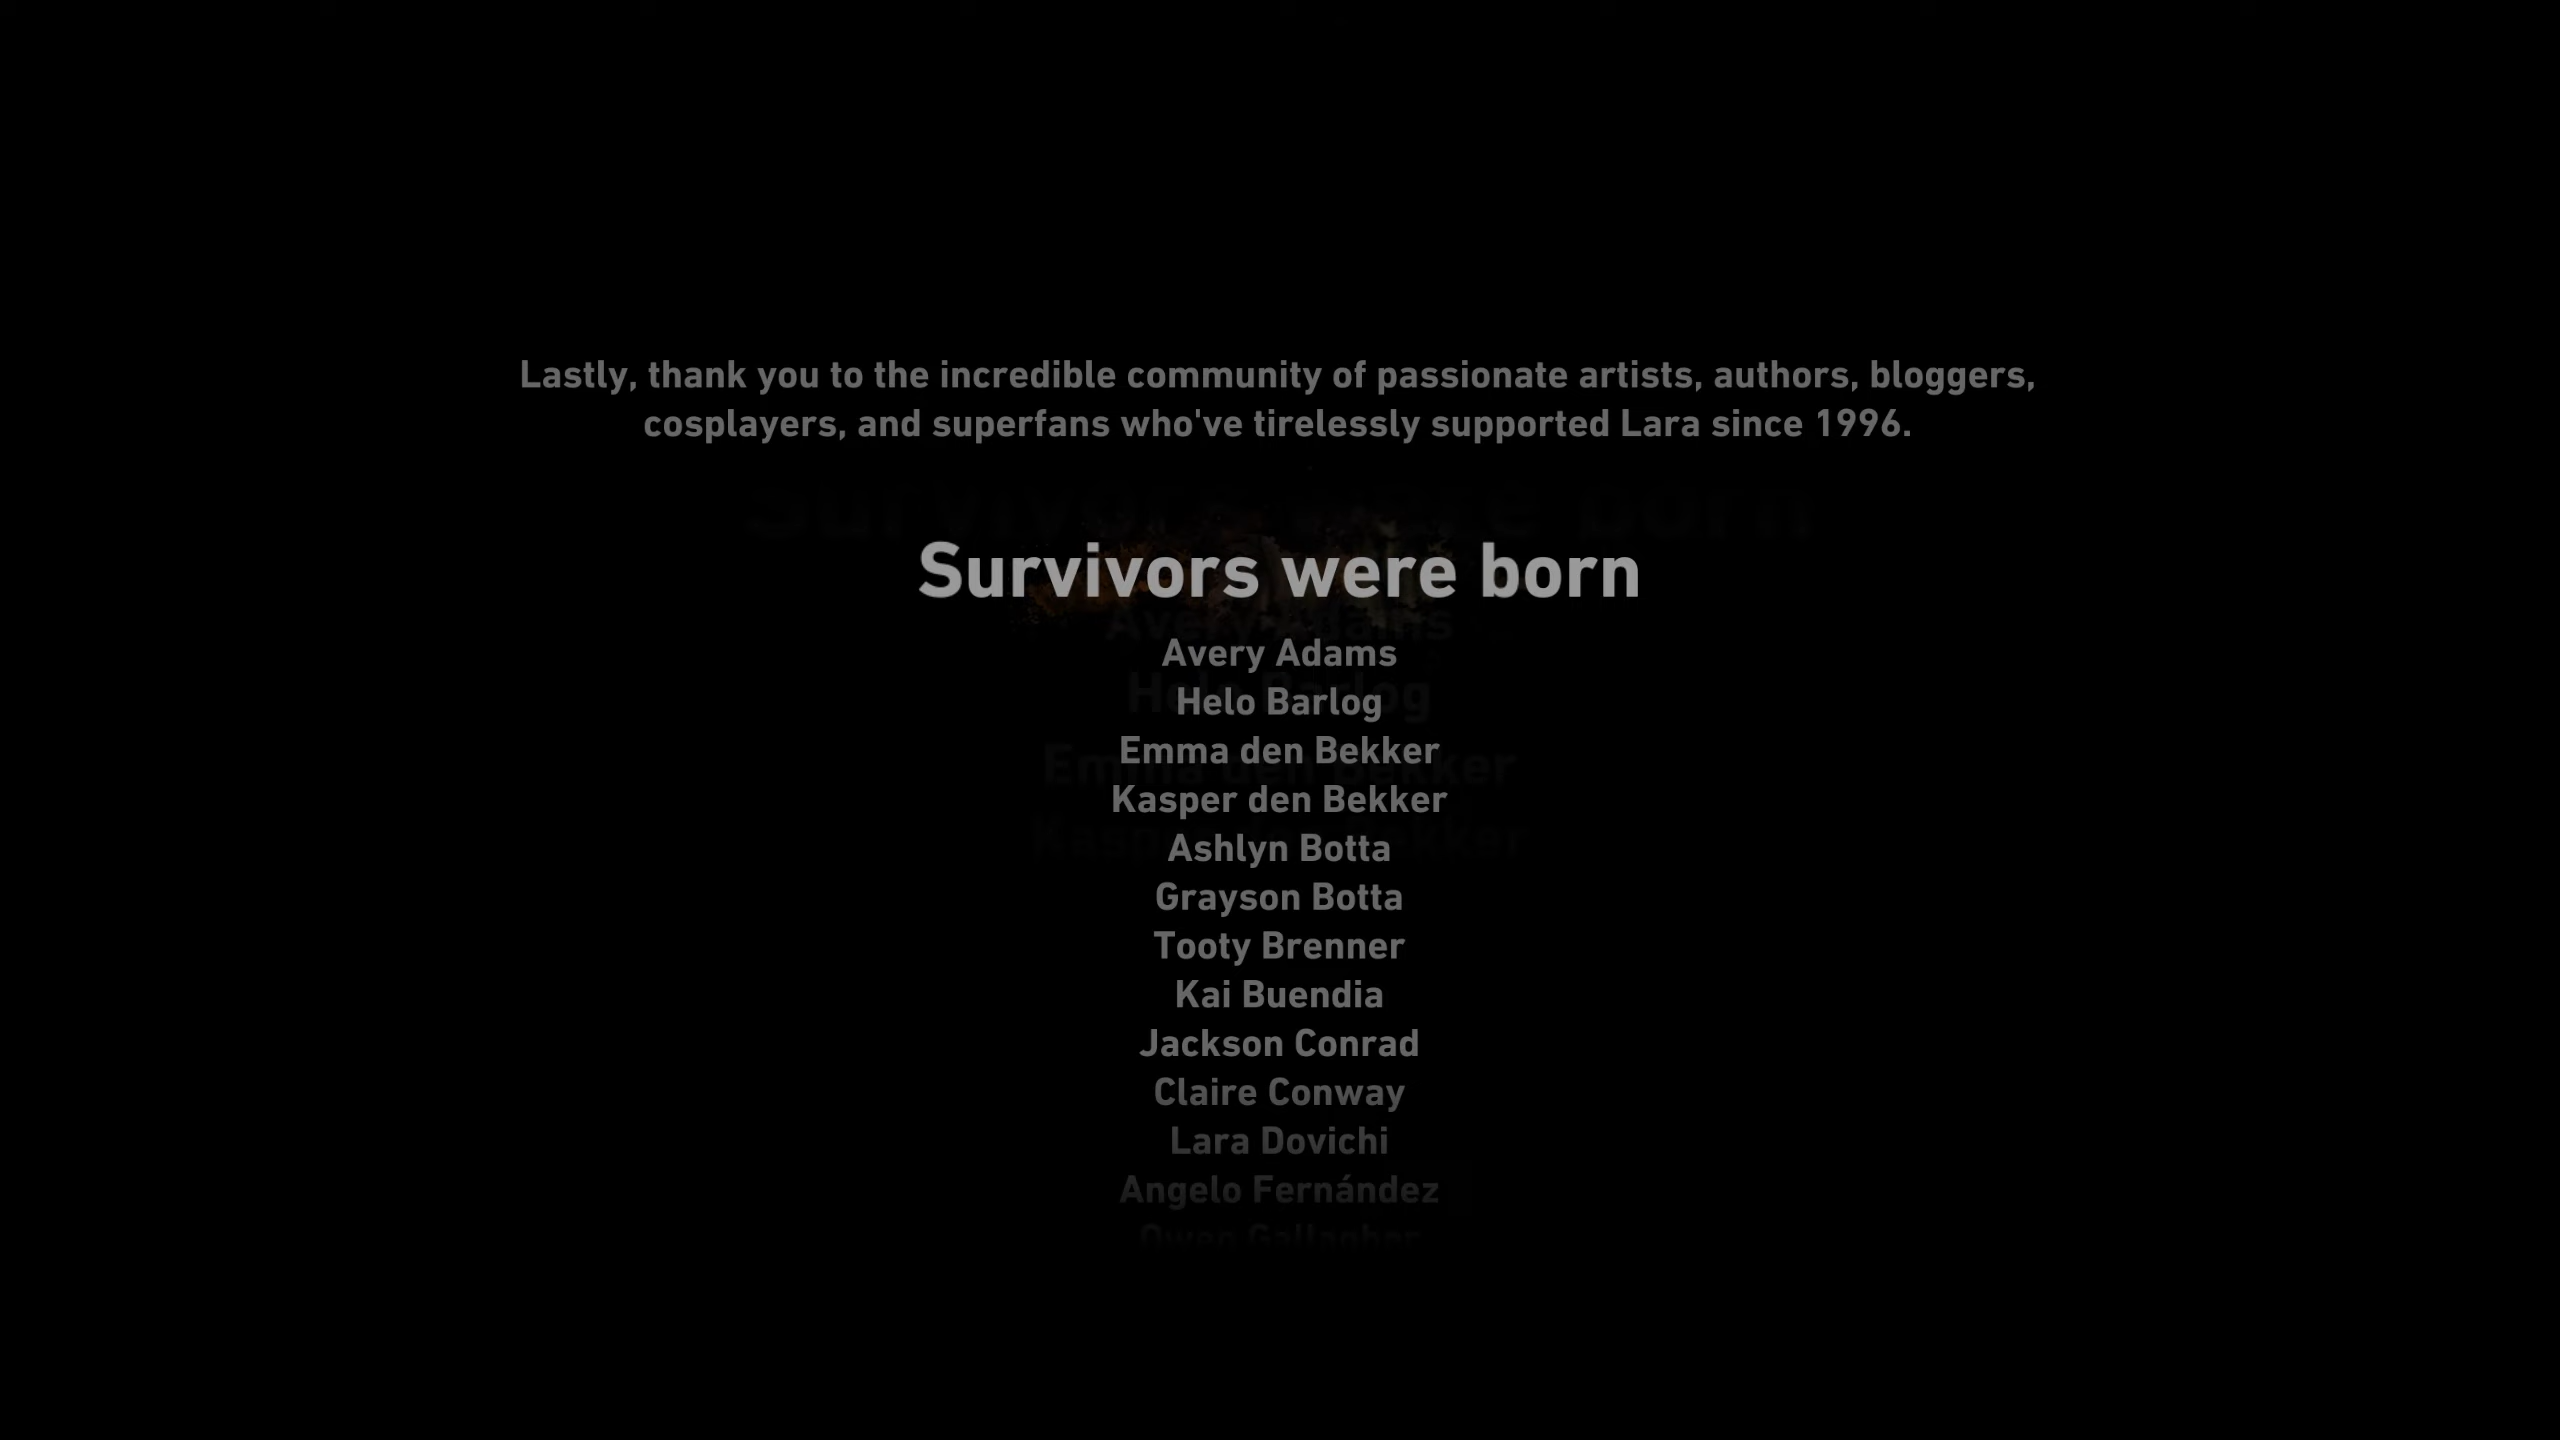 Lastly, thank you to the incredible community of passionate artists, authors, bloggers,
cosplayers, and superfans who've tirelessly supported Lara since 1996.
Survivors were born
Avery Adams
Helo Barlog
Emma den Bekker
Kasper den Bekker
Ashlyn Botta
Grayson Botta
Tooty Brenner
Kai Buendia
Jackson Conrad
Claire Conway
Lara Dovichi
Angelo Fernández
Owen Gallagher